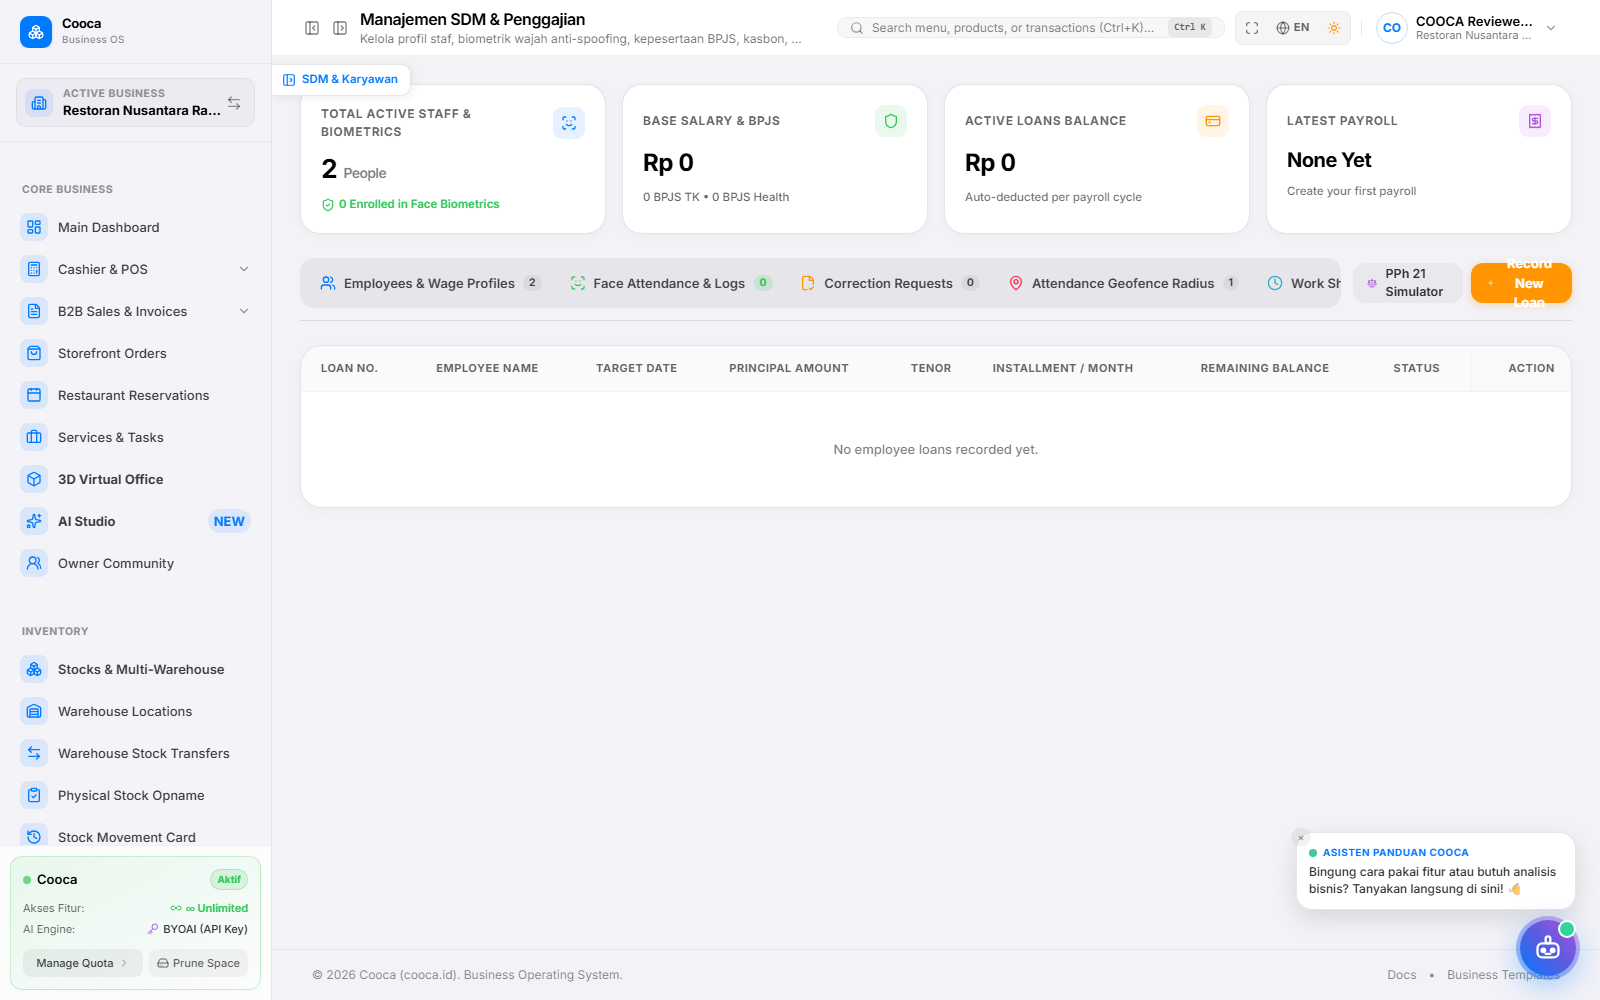 Cooca
Business OS
ACTIVE BUSINESS
Restoran Nusantara Ra...
CORE BUSINESS
Main Dashboard
Cashier & POS
B2B Sales & Invoices
Storefront Orders
Restaurant Reservations
Services & Tasks
3D Virtual Office
AI Studio NEW
Owner Community
INVENTORY
Stocks & Multi-Warehouse
Warehouse Locations
Warehouse Stock Transfers
Physical Stock Opname
Stock Movement Card
Cooca Aktif
Akses Fitur: ∞ Unlimited
AI Engine: BYOAI (API Key)
Manage Quota Prune Space
Manajemen SDM & Penggajian
Kelola profil staf, biometrik wajah anti-spoofing, kepesertaan BPJS, kasbon, ...
Search menu, products, or transactions (Ctrl+K)... Ctrl K
EN
CO
COOCA Reviewe...
Restoran Nusantara ...
SDM & Karyawan
TOTAL ACTIVE STAFF &
BIOMETRICS
2 People
0 Enrolled in Face Biometrics
BASE SALARY & BPJS
Rp 0
0 BPJS TK • 0 BPJS Health
ACTIVE LOANS BALANCE
Rp 0
Auto-deducted per payroll cycle
LATEST PAYROLL
None Yet
Create your first payroll
Employees & Wage Profiles 2
Face Attendance & Logs 0
Correction Requests 0
Attendance Geofence Radius 1
Work Sh
PPh 21
Simulator
Record
New
Loan
LOAN NO. EMPLOYEE NAME TARGET DATE PRINCIPAL AMOUNT TENOR INSTALLMENT / MONTH REMAINING BALANCE STATUS ACTION
No employee loans recorded yet.
×
ASISTEN PANDUAN COOCA
Bingung cara pakai fitur atau butuh analisis
bisnis? Tanyakan langsung di sini! 👋
© 2026 Cooca (cooca.id). Business Operating System.
Docs • Business Templates